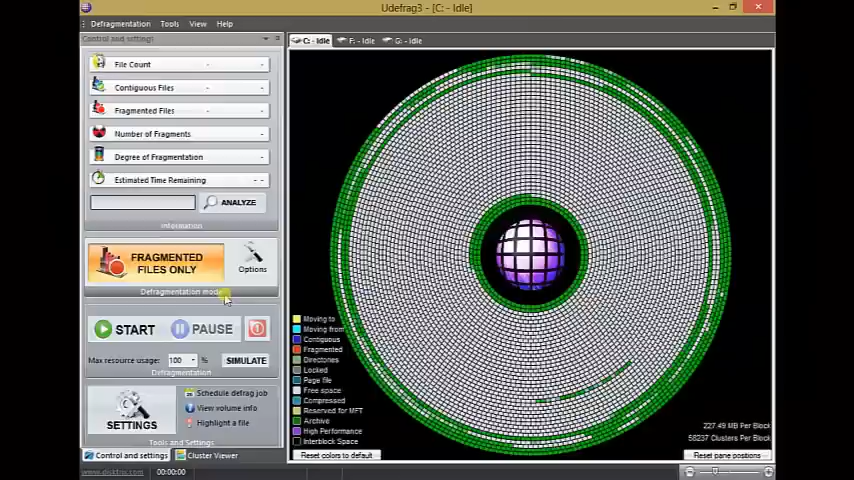 Udefrag3 - [C: - Idle]
Defragmentation Tools View Help
Control and settings
C: - Idle F: - Idle G: - Idle
File Count - -
Contiguous Files - -
Fragmented Files - -
Number of Fragments -
Degree of Fragmentation -
Estimated Time Remaining - -
ANALYZE
Information
FRAGMENTED
FILES ONLY
Options
Defragmentation mode
START PAUSE
Max resource usage: 100 % SIMULATE
Defragmentation
SETTINGS
Schedule defrag job
View volume info
Highlight a file
Tools and Settings
Control and settings Cluster Viewer
00:00:00
Moving to
Moving from
Contiguous
Fragmented
Directories
Locked
Page file
Free space
Compressed
Reserved for MFT
Archive
High Performance
Interblock Space
Reset colors to default
227.49 MB Per Block
58237 Clusters Per Block
Reset pane positions